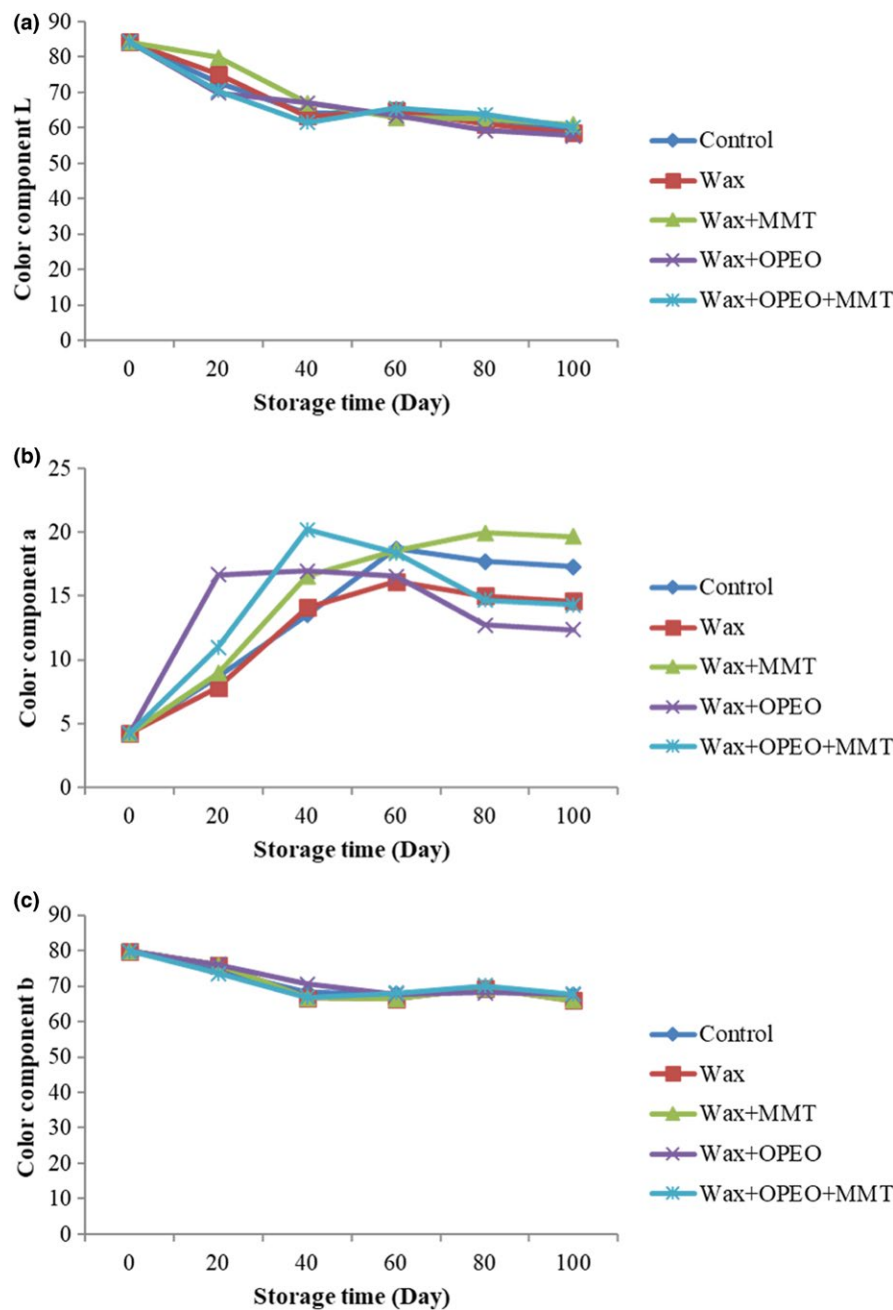 (a)
Color component L
90
80
70
60
50
40
30
20
10
0
0 20 40 60 80 100
Storage time (Day)
Control
Wax
Wax+MMT
Wax+OPEO
Wax+OPEO+MMT
(b)
Color component a
25
20
15
10
5
0
0 20 40 60 80 100
Storage time (Day)
Control
Wax
Wax+MMT
Wax+OPEO
Wax+OPEO+MMT
(c)
Color component b
90
80
70
60
50
40
30
20
10
0
0 20 40 60 80 100
Storage time (Day)
Control
Wax
Wax+MMT
Wax+OPEO
Wax+OPEO+MMT